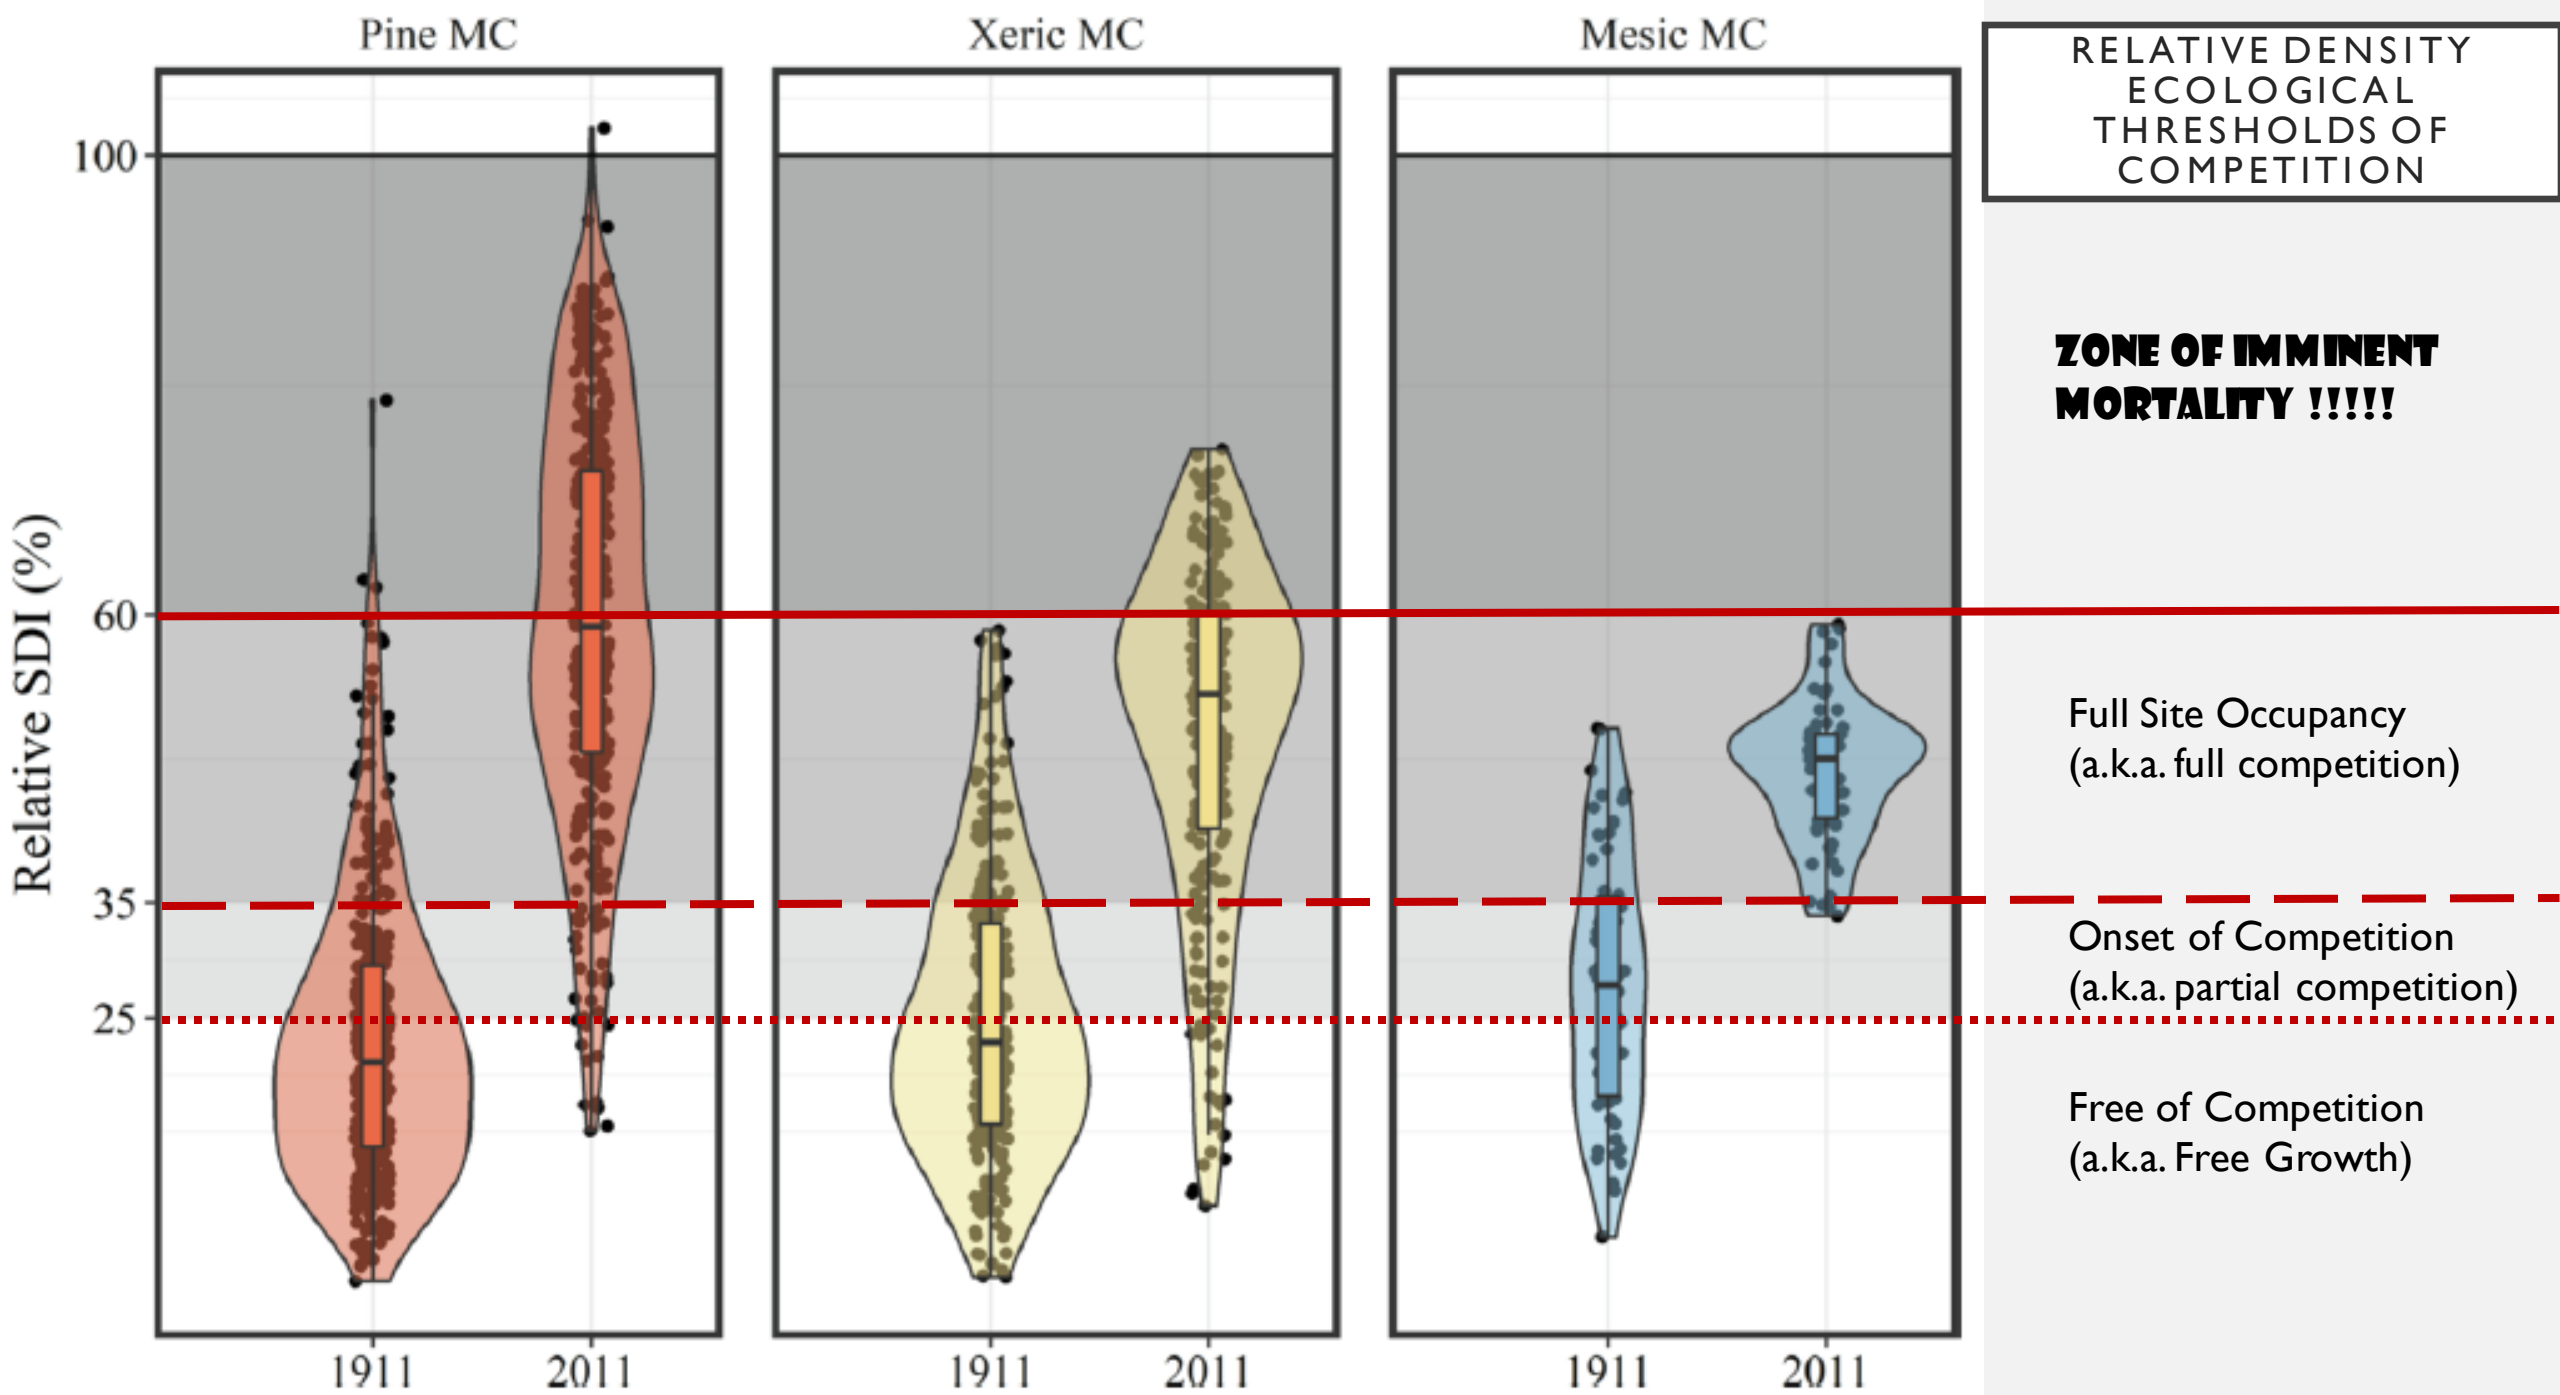 Pine MC
Xeric MC
Mesic MC
RELATIVE DENSITY
ECOLOGICAL
THRESHOLDS OF
COMPETITION
100
60
35
25
Relative SDI (%)
ZONE OF IMMINENT
MORTALITY !!!!!
Full Site Occupancy
(a.k.a. full competition)
Onset of Competition
(a.k.a. partial competition)
Free of Competition
(a.k.a. Free Growth)
1911
2011
1911
2011
1911
2011